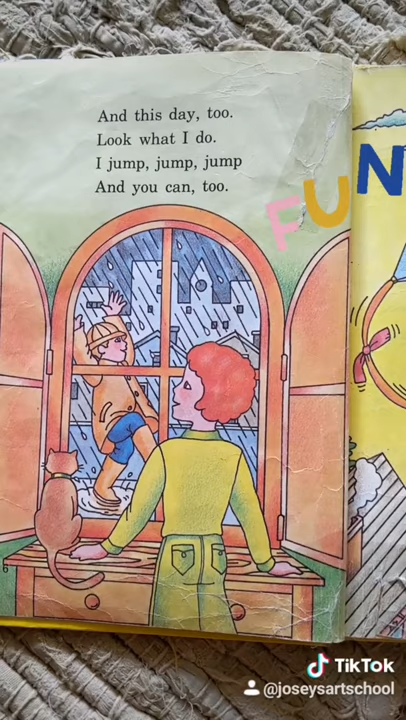 And this day, too.
Look what I do.
I jump, jump, jump
And you can, too.
FUN
TikTok
@joseysartschool